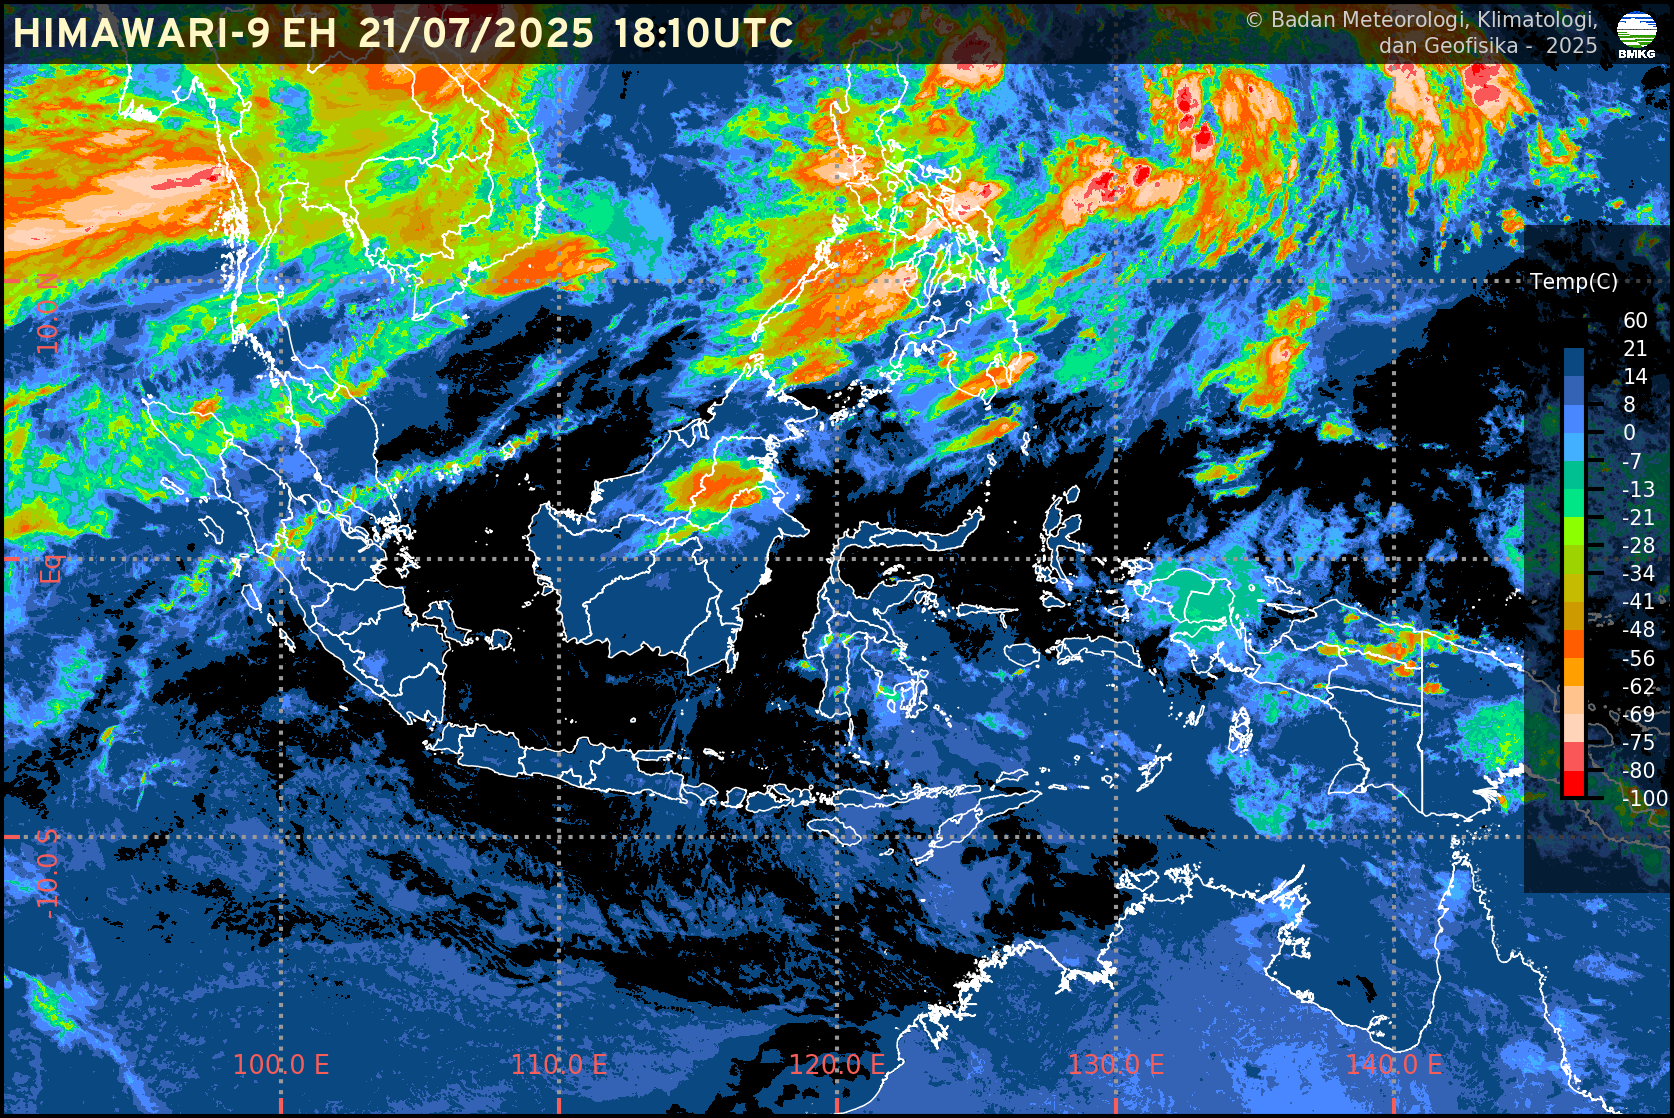 HIMAWARI-9 EH 21/07/2025 18:10UTC
© Badan Meteorologi, Klimatologi,
dan Geofisika - 2025
BMKG
Temp(C)
60
21
14
8
0
-7
-13
-21
-28
-34
-41
-48
-56
-62
-69
-75
-80
-100
10.0 N
Eq
-10.0 S
100.0 E
110.0 E
120.0 E
130.0 E
140.0 E